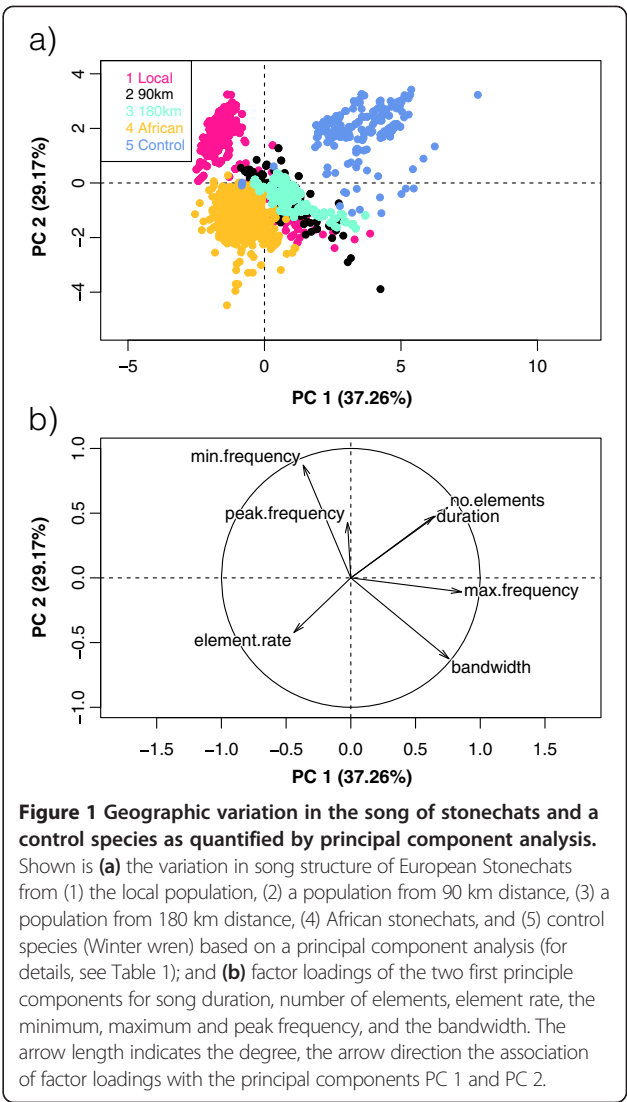 a)
1 Local
2 90km
3 180km
4 African
5 Control
4
2
0
−2
−4
PC 2 (29.17%)
−5
0
5
10
PC 1 (37.26%)
b)
1.0
0.5
0.0
−0.5
−1.0
PC 2 (29.17%)
min.frequency
peak.frequency
no.elements
duration
max.frequency
element.rate
bandwidth
−1.5
−1.0
−0.5
0.0
0.5
1.0
1.5
PC 1 (37.26%)
Figure 1 Geographic variation in the song of stonechats and a
control species as quantified by principal component analysis.
Shown is (a) the variation in song structure of European Stonechats
from (1) the local population, (2) a population from 90 km distance, (3) a
population from 180 km distance, (4) African stonechats, and (5) control
species (Winter wren) based on a principal component analysis (for
details, see Table 1); and (b) factor loadings of the two first principle
components for song duration, number of elements, element rate, the
minimum, maximum and peak frequency, and the bandwidth. The
arrow length indicates the degree, the arrow direction the association
of factor loadings with the principal components PC 1 and PC 2.